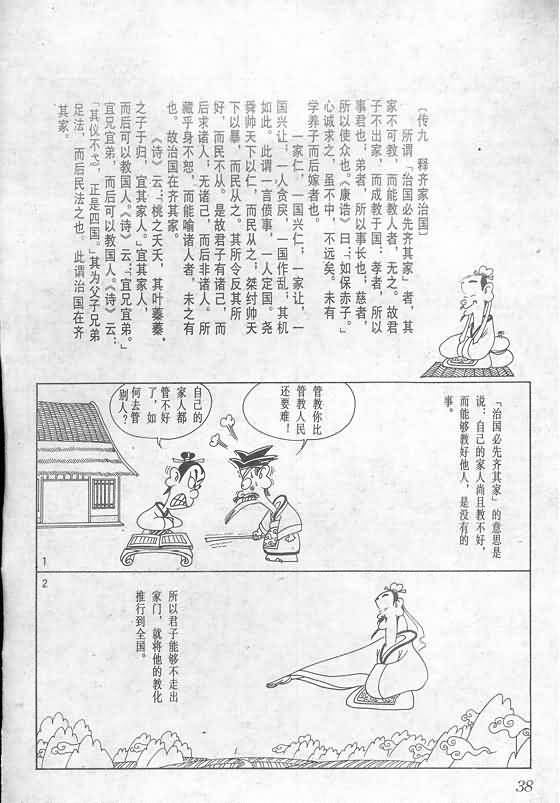 〔传九　释齐家治国〕
所谓「治国必先齐其家」者，其
家不可教，而能教人者，无之。故君
子不出家，而成教于国：孝者，所以
事君也；弟者，所以事长也；慈者，
所以使众也。《康诰》曰：「如保赤子。」
心诚求之，虽不中，不远矣。未有
学养子而后嫁者也。
一家仁，一国兴仁；一家让，一
国兴让；一人贪戾，一国作乱；其机
如此。此谓一言偾事，一人定国。尧
舜帅天下以仁，而民从之；桀纣帅天
下以暴，而民从之。其所令反其所
好，而民不从。是故君子有诸己，而
后求诸人；无诸己，而后非诸人。所
藏乎身不恕，而能喻诸人者，未之有
也。故治国在齐其家。
《诗》云：「桃之夭夭，其叶蓁蓁，
之子于归，宜其家人。」宜其家人，
而后可以教国人。《诗》云：「宜兄宜弟。」
宜兄宜弟，而后可以教国人。《诗》云：
「其仪不忒，正是四国。」其为父子兄弟
足法，而后民法之也。此谓治国在齐
其家。
「治国必先齐其家」的意思是
说：自己的家人尚且教不好，
而能够教好他人，是没有的
事。
管教你比
管教人民
还要难！
自己的
家人都
管不好
了，如
何去管
别人？
1
2
所以君子能够不走出
家门，就将他的教化
推行到全国。
38